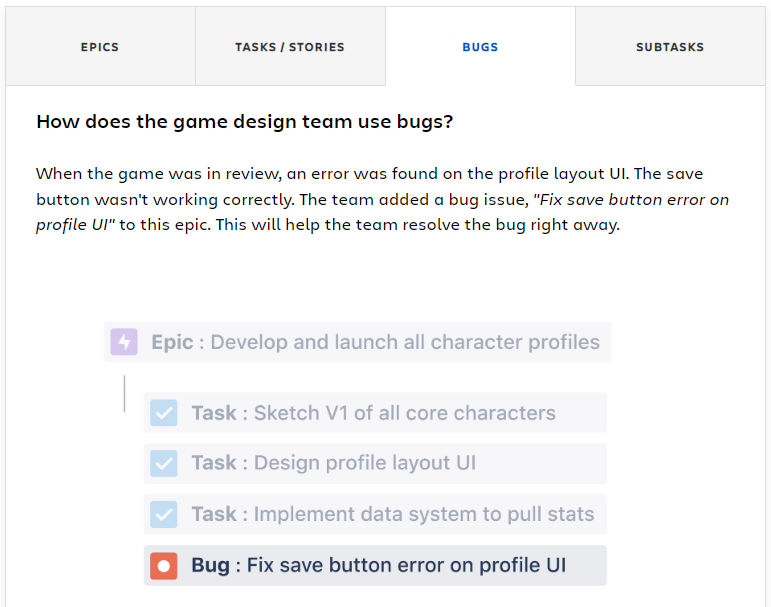 EPICS
TASKS / STORIES
BUGS
SUBTASKS
How does the game design team use bugs?
When the game was in review, an error was found on the profile layout UI. The save
button wasn't working correctly. The team added a bug issue, "Fix save button error on
profile UI" to this epic. This will help the team resolve the bug right away.
Epic : Develop and launch all character profiles
Task : Sketch V1 of all core characters
Task : Design profile layout UI
Task : Implement data system to pull stats
Bug : Fix save button error on profile UI